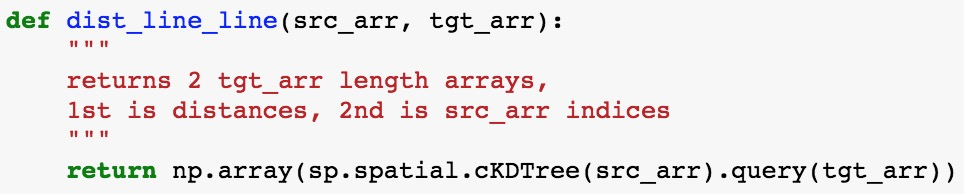 def dist_line_line(src_arr, tgt_arr):
    """
    returns 2 tgt_arr length arrays,
    1st is distances, 2nd is src_arr indices
    """
    return np.array(sp.spatial.cKDTree(src_arr).query(tgt_arr))